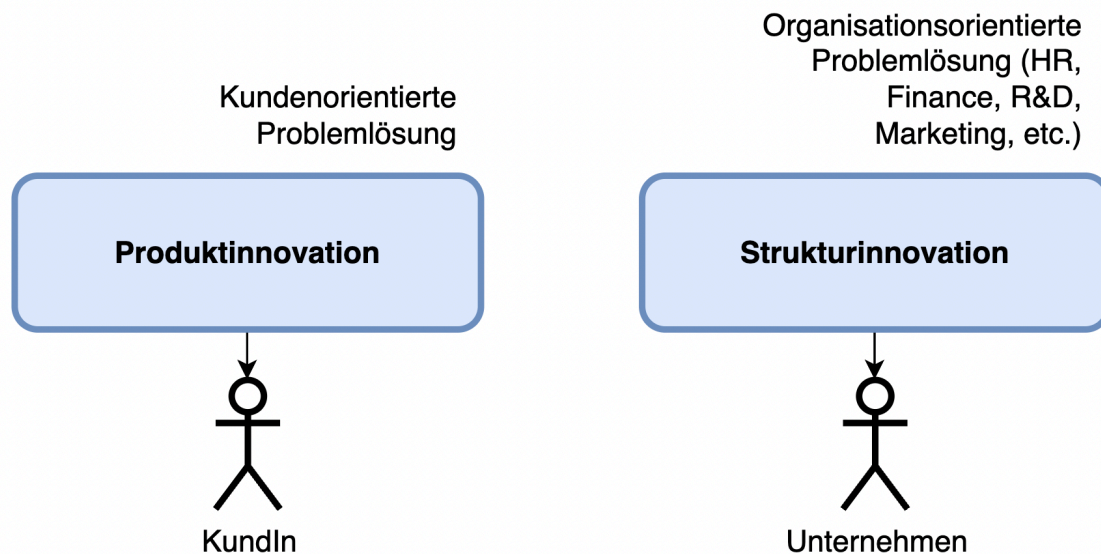 Kundenorientierte
Problemlösung
Produktinnovation
KundIn
Organisationsorientierte
Problemlösung (HR,
Finance, R&D,
Marketing, etc.)
Strukturinnovation
Unternehmen